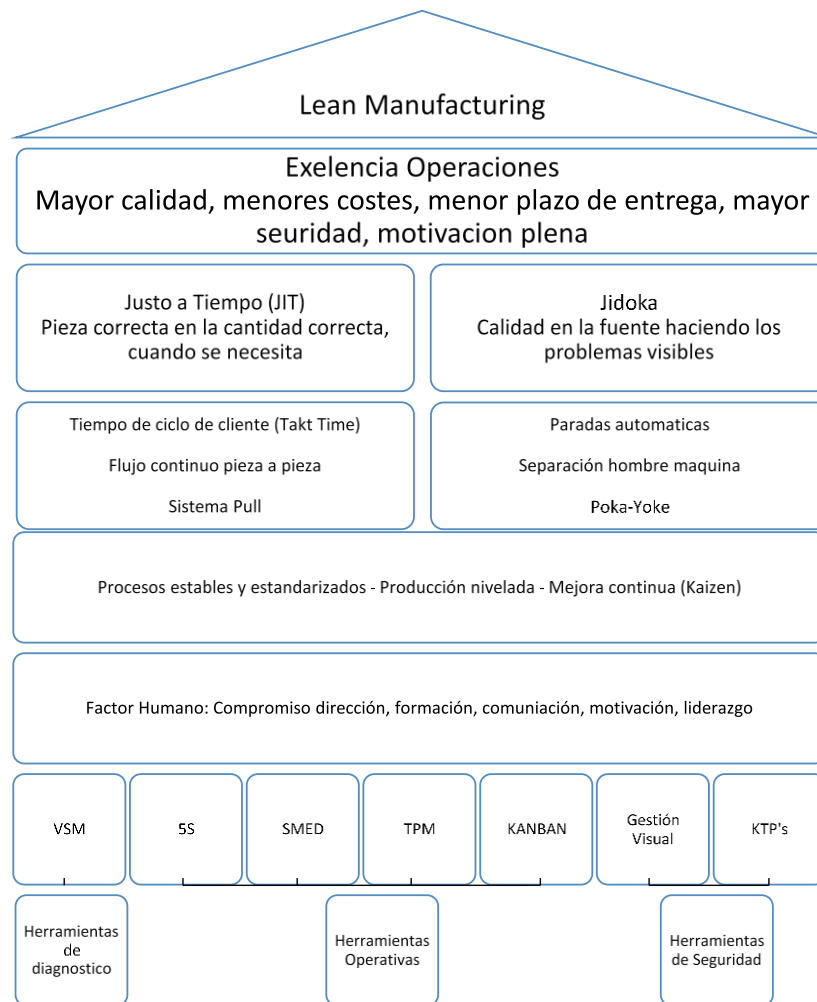 Lean Manufacturing
Exelencia Operaciones
Mayor calidad, menores costes, menor plazo de entrega, mayor
seuridad, motivacion plena
Justo a Tiempo (JIT)
Pieza correcta en la cantidad correcta,
cuando se necesita
Jidoka
Calidad en la fuente haciendo los
problemas visibles
Tiempo de ciclo de cliente (Takt Time)
Flujo continuo pieza a pieza
Sistema Pull
Paradas automaticas
Separación hombre maquina
Poka-Yoke
Procesos estables y estandarizados - Producción nivelada - Mejora continua (Kaizen)
Factor Humano: Compromiso dirección, formación, comuniación, motivación, liderazgo
VSM
5S
SMED
TPM
KANBAN
Gestión
Visual
KTP's
Herramientas
de
diagnostico
Herramientas
Operativas
Herramientas
de Seguridad